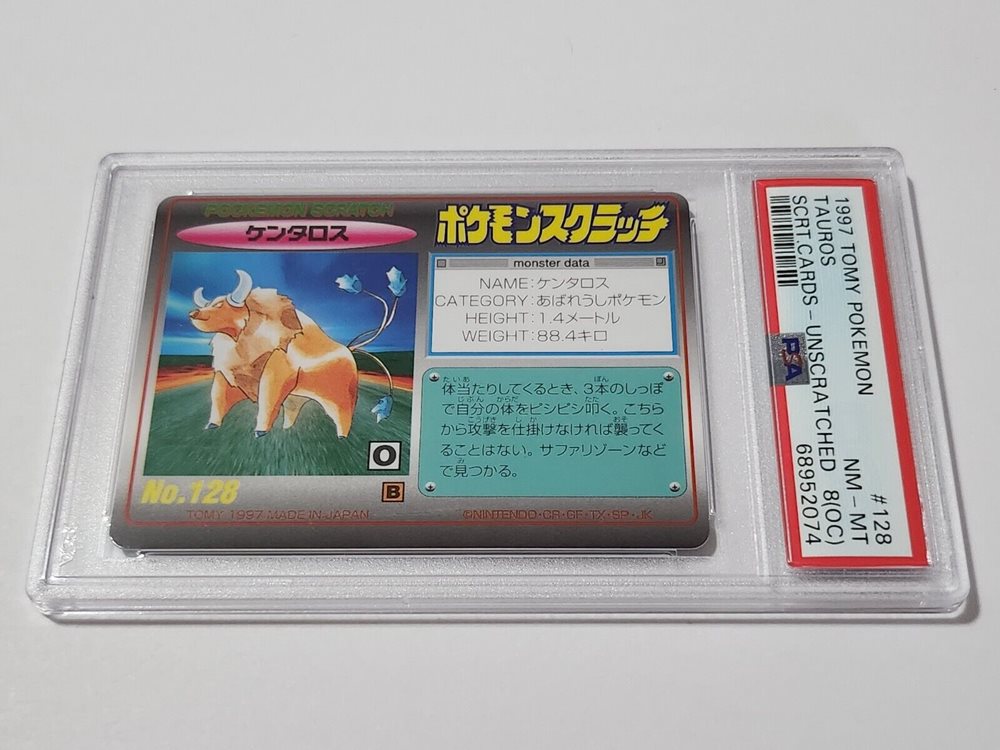 POCKEMON SCRATCH
ケンタロス
ポケモンスクラッチ
monster data
NAME:ケンタロス
CATEGORY:あばれうしポケモン
HEIGHT:1.4メートル
WEIGHT:88.4キロ
体当たりしてくるとき、3本のしっぽ
で自分の体をピシピシ叩く。こちら
から攻撃を仕掛けなければ襲ってく
ることはない。サファリゾーンなど
で見つかる。
O
No.128
B
TOMY 1997 MADE IN JAPAN
©NINTENDO・CR・GF・TX・SP・JK
1997 TOMY POKEMON #128
TAUROS NM-MT
SCRT.CARDS-UNSCRATCHED 8(OC)
PSA 68952074